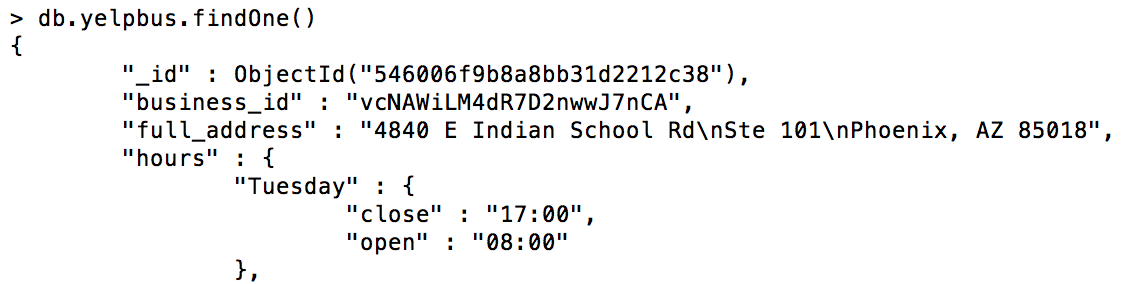 > db.yelpbus.findOne()
{
        "_id" : ObjectId("546006f9b8a8bb31d2212c38"),
        "business_id" : "vcNAWiLM4dR7D2nwwJ7nCA",
        "full_address" : "4840 E Indian School Rd\nSte 101\nPhoenix, AZ 85018",
        "hours" : {
                "Tuesday" : {
                        "close" : "17:00",
                        "open" : "08:00"
                },